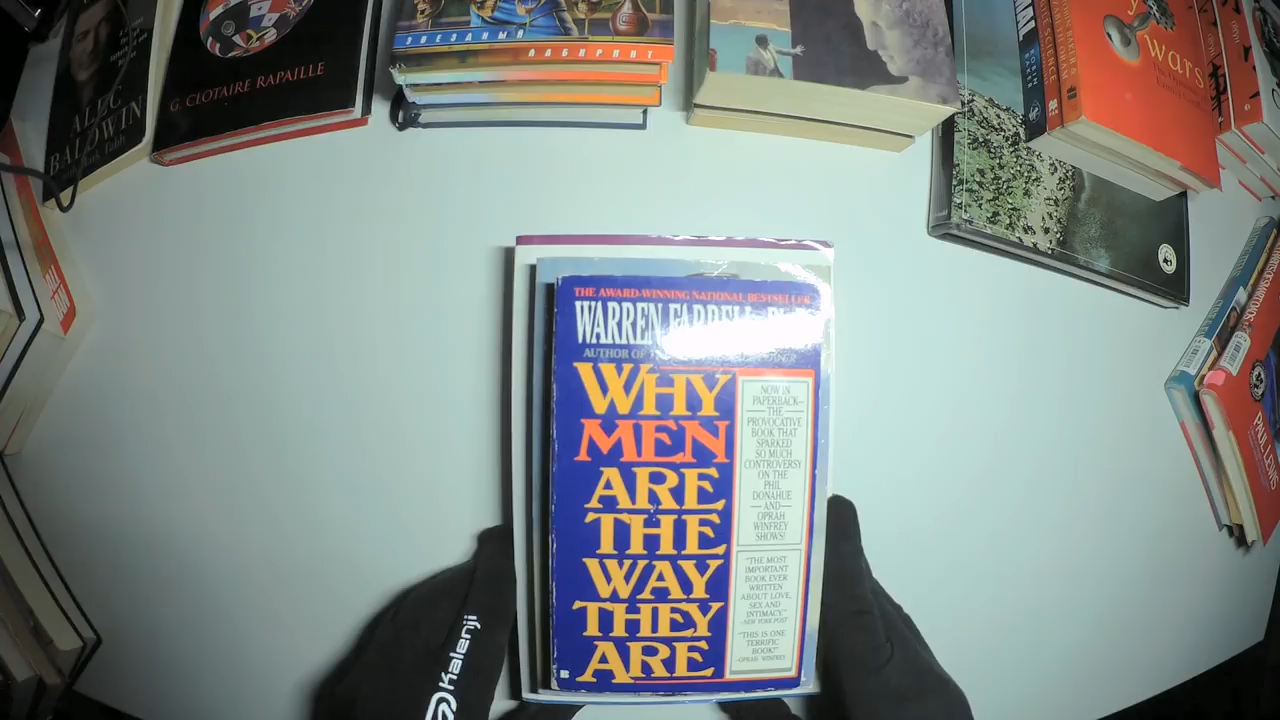 ALEC
BALDWIN
G. CLOTAIRE RAPAILLE
ЗВЕЗДНЫЙ
ЛАБИРИНТ
wars
PAUL LEWIS
THE AWARD-WINNING NATIONAL BESTSELLER
WARREN FARRELL,
AUTHOR OF
WHY
MEN
ARE
THE
WAY
THEY
ARE
NOW IN
PAPERBACK–
THE
PROVOCATIVE
BOOK THAT
SPARKED
SO MUCH
CONTROVERSY
ON THE
PHIL
DONAHUE
AND
OPRAH
WINFREY
SHOWS!
"THE MOST
IMPORTANT
BOOK EVER
WRITTEN
ABOUT LOVE,
SEX AND
INTIMACY."
–NEW YORK POST
"THIS IS ONE
TERRIFIC
BOOK!"
–OPRAH WINFREY
Kalenji